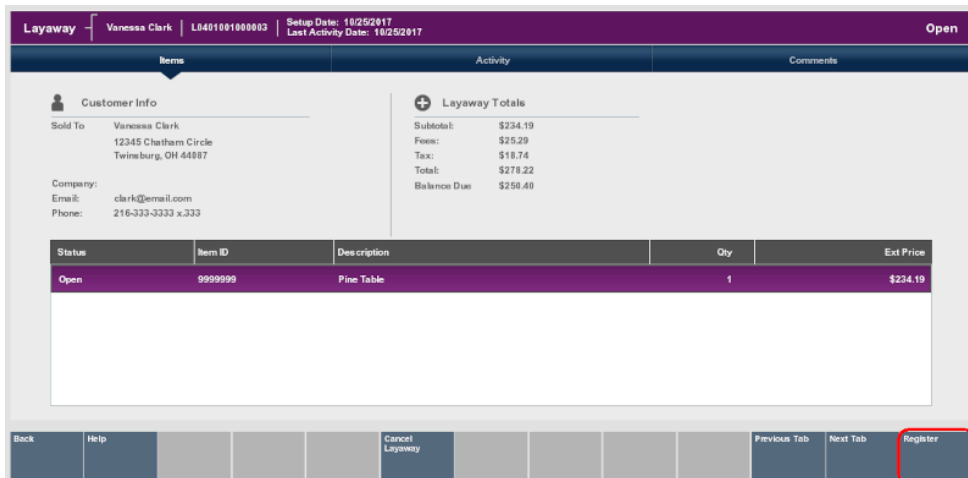 Layaway Vanessa Clark L0401001000003 Setup Date: 10/25/2017 Open
Last Activity Date: 10/25/2017
Items Activity Comments
Customer Info
Sold To Vanessa Clark
12345 Chatham Circle
Twinsburg, OH 44087
Company:
Email: clark@email.com
Phone: 216-333-3333 x.333
Layaway Totals
Subtotal: $234.19
Fees: $25.29
Tax: $18.74
Total: $278.22
Balance Due $250.40
Status Item ID Description Qty Ext Price
Open 9999999 Pine Table 1 $234.19
Back Help Cancel Layaway Previous Tab Next Tab Register